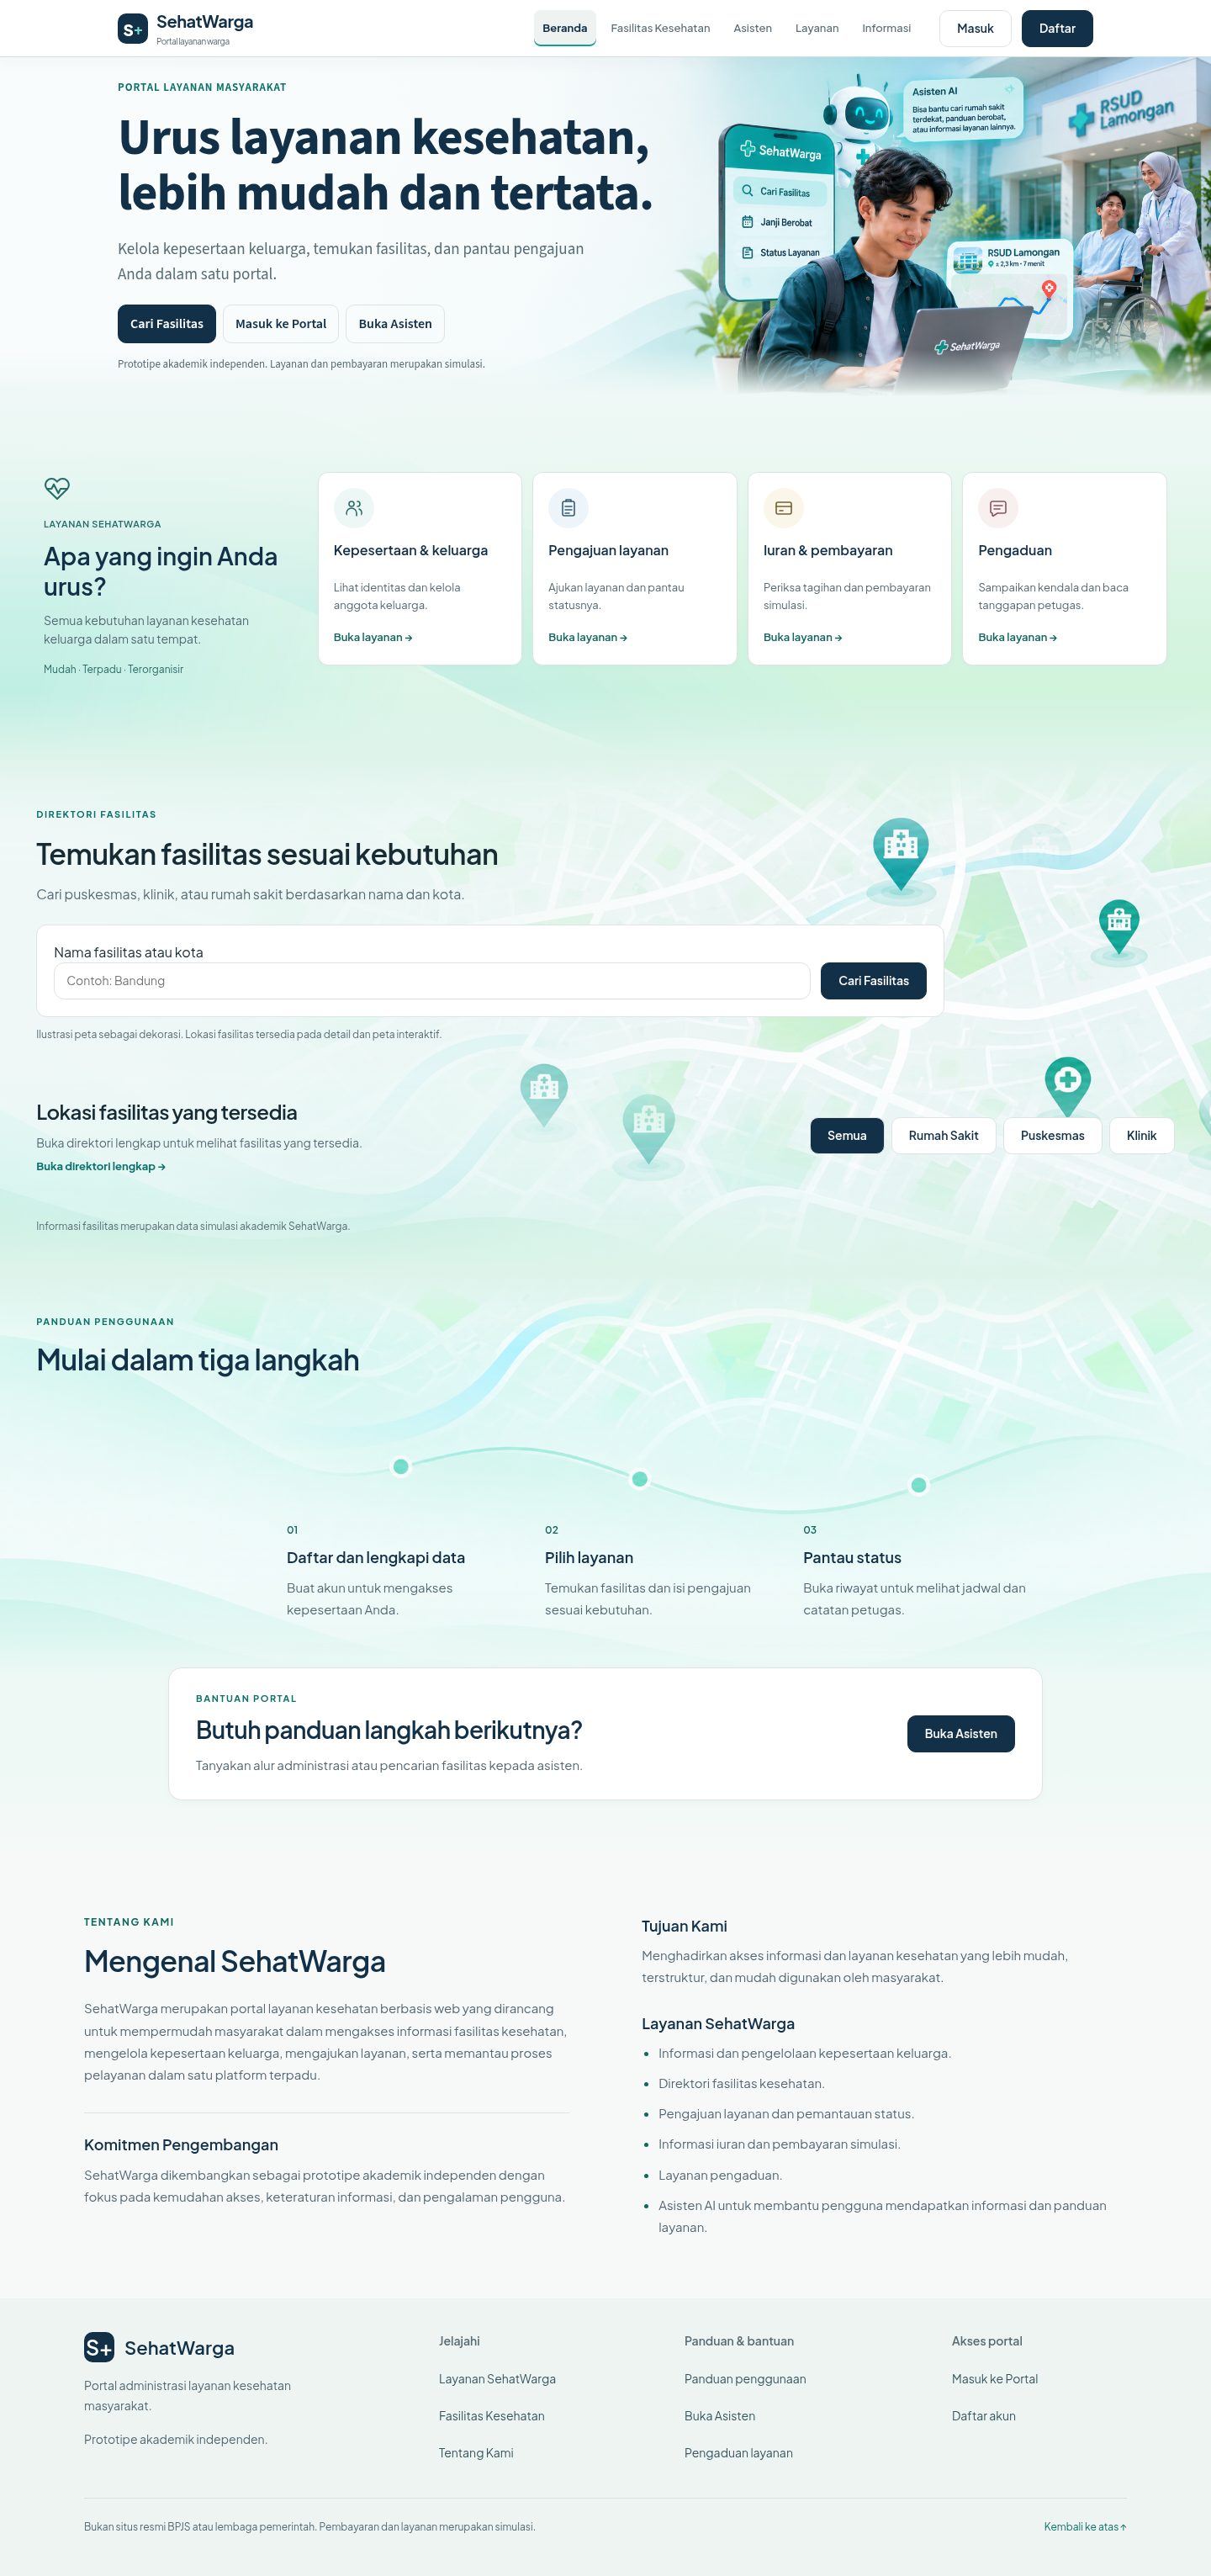 S+ SehatWarga
Portal layanan warga
Beranda
Fasilitas Kesehatan
Asisten
Layanan
Informasi
Masuk
Daftar
PORTAL LAYANAN MASYARAKAT
Urus layanan kesehatan,
lebih mudah dan tertata.
Kelola kepesertaan keluarga, temukan fasilitas, dan pantau pengajuan
Anda dalam satu portal.
Cari Fasilitas
Masuk ke Portal
Buka Asisten
Prototipe akademik independen. Layanan dan pembayaran merupakan simulasi.
SehatWarga
Cari Fasilitas
Janji Berobat
Status Layanan
Asisten AI
Bisa bantu cari rumah sakit
terdekat, panduan berobat,
atau informasi layanan lainnya.
RSUD
Lamongan
RSUD Lamongan
± 2,3 km • 7 menit
SehatWarga
LAYANAN SEHATWARGA
Apa yang ingin Anda
urus?
Semua kebutuhan layanan kesehatan
keluarga dalam satu tempat.
Mudah · Terpadu · Terorganisir
Kepesertaan & keluarga
Lihat identitas dan kelola
anggota keluarga.
Buka layanan →
Pengajuan layanan
Ajukan layanan dan pantau
statusnya.
Buka layanan →
Iuran & pembayaran
Periksa tagihan dan pembayaran
simulasi.
Buka layanan →
Pengaduan
Sampaikan kendala dan baca
tanggapan petugas.
Buka layanan →
DIREKTORI FASILITAS
Temukan fasilitas sesuai kebutuhan
Cari puskesmas, klinik, atau rumah sakit berdasarkan nama dan kota.
Nama fasilitas atau kota
Contoh: Bandung
Cari Fasilitas
Ilustrasi peta sebagai dekorasi. Lokasi fasilitas tersedia pada detail dan peta interaktif.
Lokasi fasilitas yang tersedia
Buka direktori lengkap untuk melihat fasilitas yang tersedia.
Buka direktori lengkap →
Semua
Rumah Sakit
Puskesmas
Klinik
Informasi fasilitas merupakan data simulasi akademik SehatWarga.
PANDUAN PENGGUNAAN
Mulai dalam tiga langkah
01
Daftar dan lengkapi data
Buat akun untuk mengakses
kepesertaan Anda.
02
Pilih layanan
Temukan fasilitas dan isi pengajuan
sesuai kebutuhan.
03
Pantau status
Buka riwayat untuk melihat jadwal dan
catatan petugas.
BANTUAN PORTAL
Butuh panduan langkah berikutnya?
Tanyakan alur administrasi atau pencarian fasilitas kepada asisten.
Buka Asisten
TENTANG KAMI
Mengenal SehatWarga
SehatWarga merupakan portal layanan kesehatan berbasis web yang dirancang
untuk mempermudah masyarakat dalam mengakses informasi fasilitas kesehatan,
mengelola kepesertaan keluarga, mengajukan layanan, serta memantau proses
pelayanan dalam satu platform terpadu.
Komitmen Pengembangan
SehatWarga dikembangkan sebagai prototipe akademik independen dengan
fokus pada kemudahan akses, keteraturan informasi, dan pengalaman pengguna.
Tujuan Kami
Menghadirkan akses informasi dan layanan kesehatan yang lebih mudah,
terstruktur, dan mudah digunakan oleh masyarakat.
Layanan SehatWarga
• Informasi dan pengelolaan kepesertaan keluarga.
• Direktori fasilitas kesehatan.
• Pengajuan layanan dan pemantauan status.
• Informasi iuran dan pembayaran simulasi.
• Layanan pengaduan.
• Asisten AI untuk membantu pengguna mendapatkan informasi dan panduan
layanan.
S+ SehatWarga
Portal administrasi layanan kesehatan
masyarakat.
Prototipe akademik independen.
Jelajahi
Layanan SehatWarga
Fasilitas Kesehatan
Tentang Kami
Panduan & bantuan
Panduan penggunaan
Buka Asisten
Pengaduan layanan
Akses portal
Masuk ke Portal
Daftar akun
Bukan situs resmi BPJS atau lembaga pemerintah. Pembayaran dan layanan merupakan simulasi.
Kembali ke atas ↑